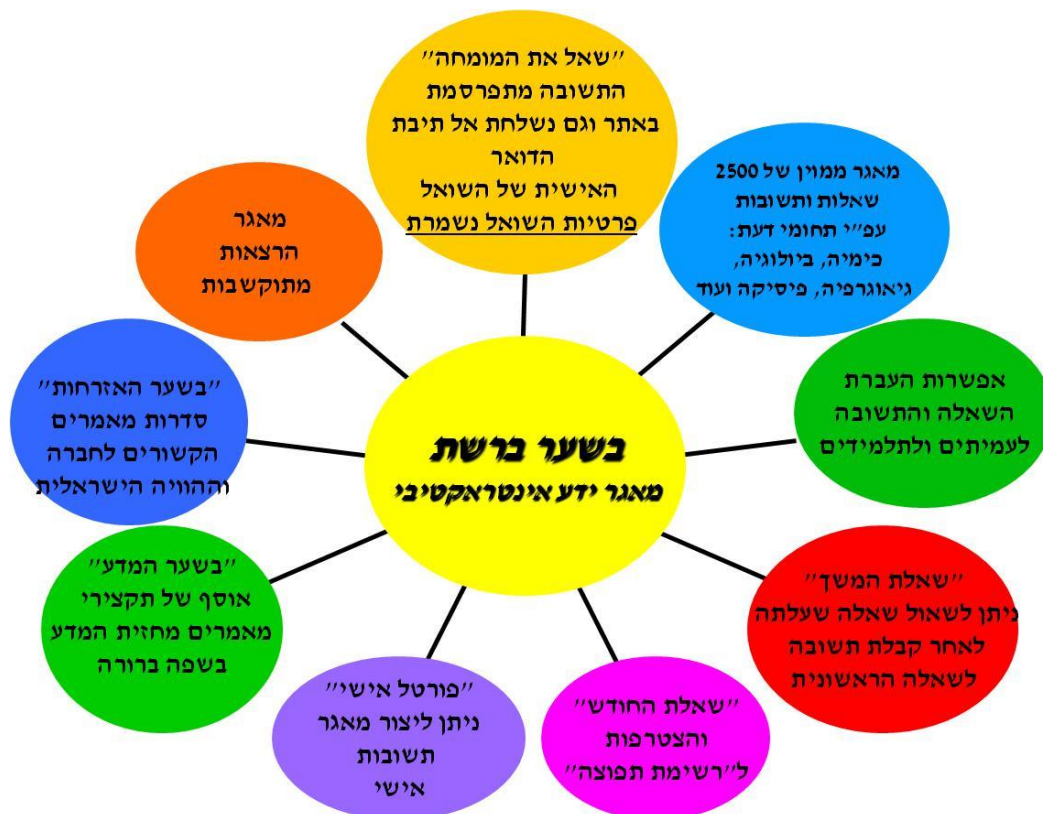 "שאל את המומחה"
התשובה מתפרסמת
באתר וגם נשלחת אל תיבת
הדואר
האישית של השואל
פרטיות השואל נשמרת
מאגר ממוין של 2500
שאלות ותשובות
עפ"י תחומי דעת:
כימיה, ביולוגיה,
גיאוגרפיה, פיסיקה ועוד
אפשרות העברת
השאלה והתשובה
לעמיתים ולתלמידים
"שאלת המשך"
ניתן לשאול שאלה שעלתה
לאחר קבלת תשובה
לשאלה הראשונית
"שאלת החודש"
והצטרפות
ל"רשימת תפוצה"
"פורטל אישי"
ניתן ליצור מאגר
תשובות
אישי
"בשער המדע"
אוסף של תקצירי
מאמרים מחזית המדע
בשפה ברורה
"בשער האזרחות"
סדרות מאמרים
הקשורים לחברה
וההוויה הישראלית
מאגר
הרצאות
מתוקשבות
בשער ברשת
מאגר ידע אינטראקטיבי